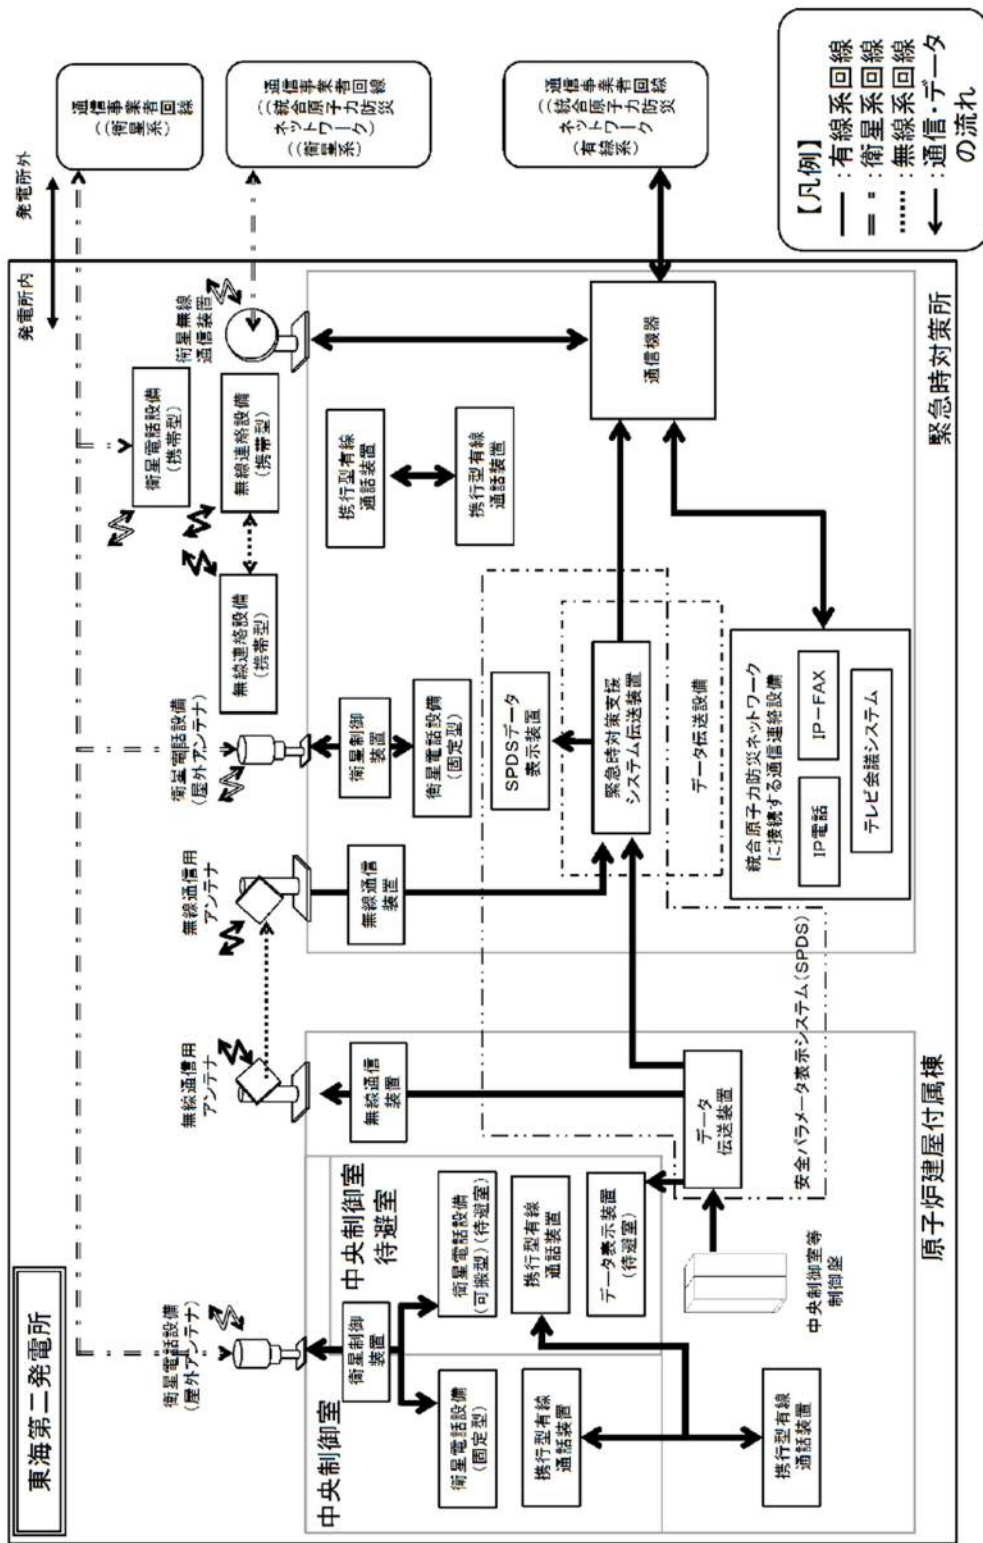 東海第二発電所
発電所内
発電所外
通信事業者回線
(衛星系)
通信事業者回線
(統合原子力防災
ネットワーク)
(衛星系)
通信事業者回線
(統合原子力防災
ネットワーク)
(有線系)
衛星電話設備
(屋外アンテナ)
無線通信用
アンテナ
無線通信用
アンテナ
衛星電話設備
(屋外アンテナ)
無線連絡設備
(携帯型)
衛星電話設備
(携帯型)
無線連絡設備
(携帯型)
衛星無線
通信装置
中央制御室
中央制御室
待避室
衛星制御
装置
衛星電話設備
(固定型)
衛星電話設備
(可搬型)(待避室)
携行型有線
通話装置
携行型有線
通話装置
データ表示装置
(待避室)
携行型有線
通話装置
中央制御室等
制御盤
無線通信
装置
データ
伝送装置
原子炉建屋付属棟
安全パラメータ表示システム(SPDS)
無線通信
装置
衛星制御
装置
衛星電話設備
(固定型)
SPDSデータ
表示装置
緊急時対策支援
システム伝送装置
データ伝送設備
携行型有線
通話装置
携行型有線
通話装置
通信機器
統合原子力防災ネットワーク
に接続する通信連絡設備
IP電話
IP-FAX
テレビ会議システム
緊急時対策所
【凡例】
:有線系回線
:衛星系回線
:無線系回線
:通信・データ
の流れ